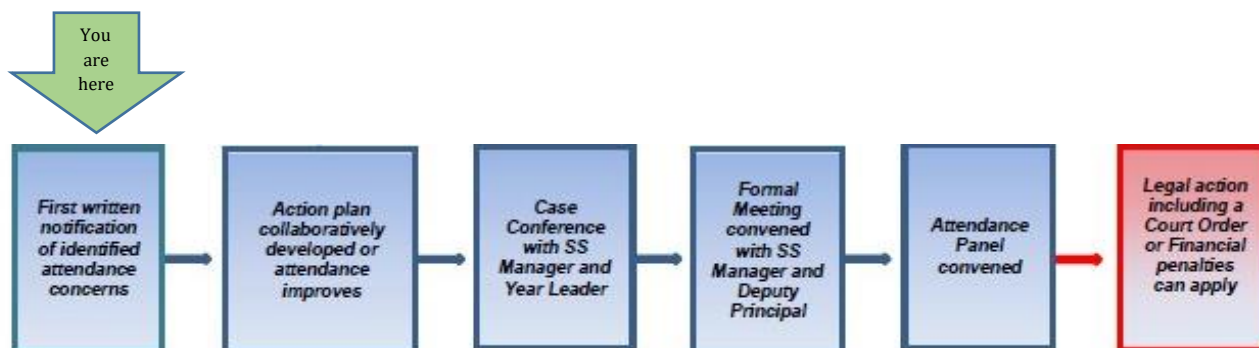 You
are
here
First written
notification
of identified
attendance
concerns
Action plan
collaboratively
developed or
attendance
improves
Case
Conference
with SS
Manager and
Year Leader
Formal
Meeting
convened
with SS
Manager and
Deputy
Principal
Attendance
Panel
convened
Legal action
including a
Court Order
or Financial
penalties
can apply